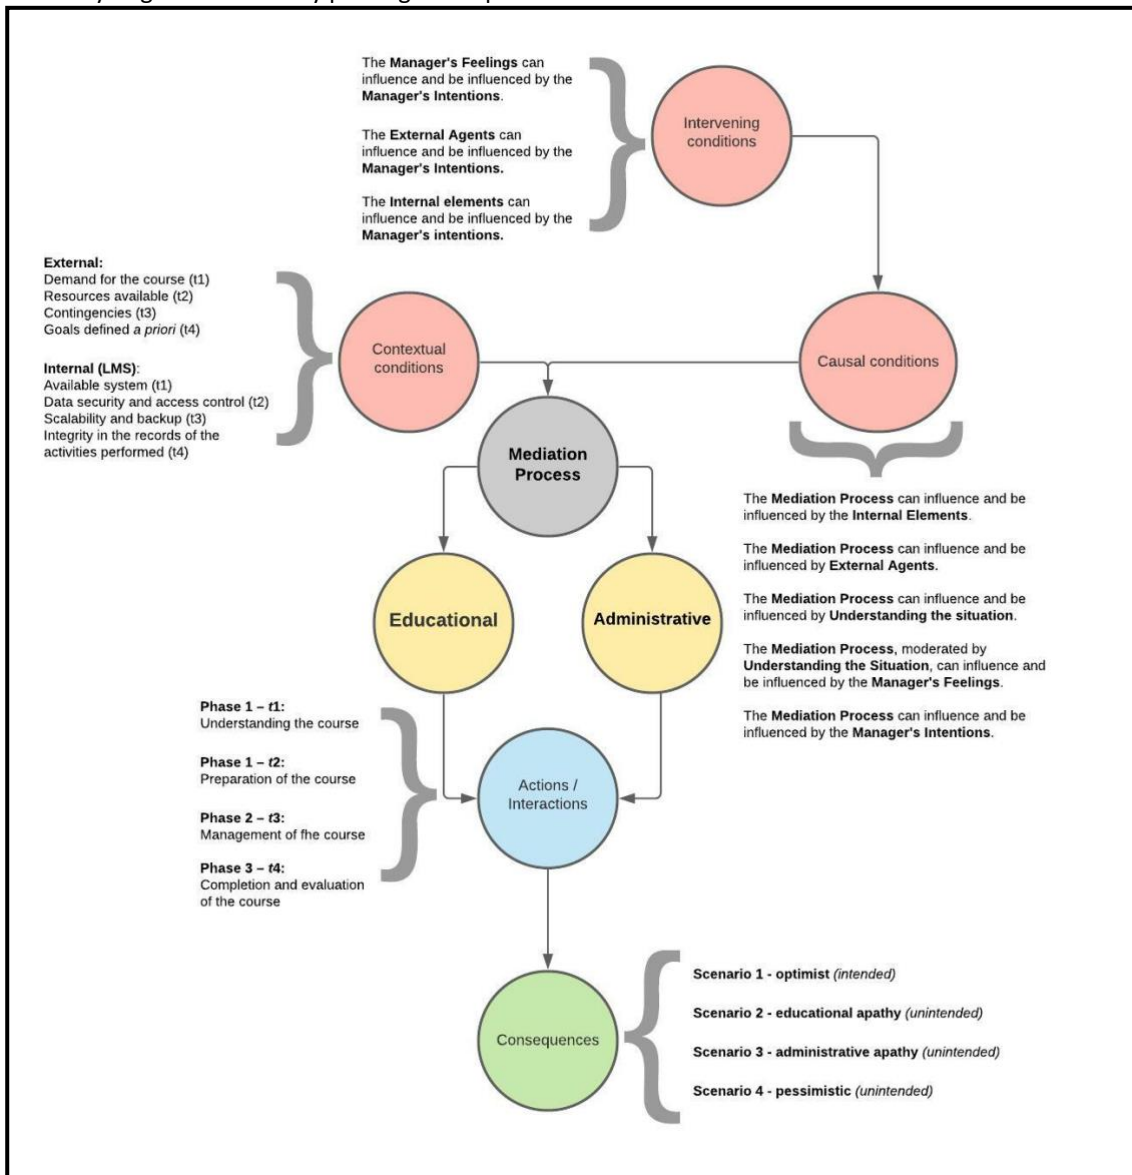 The Manager's Feelings can
influence and be influenced by the
Manager's Intentions.
The External Agents can
influence and be influenced by the
Manager's Intentions.
The Internal elements can
influence and be influenced by the
Manager's intentions.
Intervening
conditions
External:
Demand for the course (t1)
Resources available (t2)
Contingencies (t3)
Goals defined a priori (t4)
Internal (LMS):
Available system (t1)
Data security and access control (t2)
Scalability and backup (t3)
Integrity in the records of the
activities performed (t4)
Contextual
conditions
Causal conditions
Mediation
Process
The Mediation Process can influence and be
influenced by the Internal Elements.
The Mediation Process can influence and be
influenced by External Agents.
The Mediation Process can influence and be
influenced by Understanding the situation.
The Mediation Process, moderated by
Understanding the Situation, can influence and
be influenced by the Manager's Feelings.
The Mediation Process can influence and be
influenced by the Manager's Intentions.
Educational
Administrative
Phase 1 – t1:
Understanding the course
Phase 1 – t2:
Preparation of the course
Phase 2 – t3:
Management of fhe course
Phase 3 – t4:
Completion and evaluation
of the course
Actions /
Interactions
Consequences
Scenario 1 - optimist (intended)
Scenario 2 - educational apathy (unintended)
Scenario 3 - administrative apathy (unintended)
Scenario 4 - pessimistic (unintended)